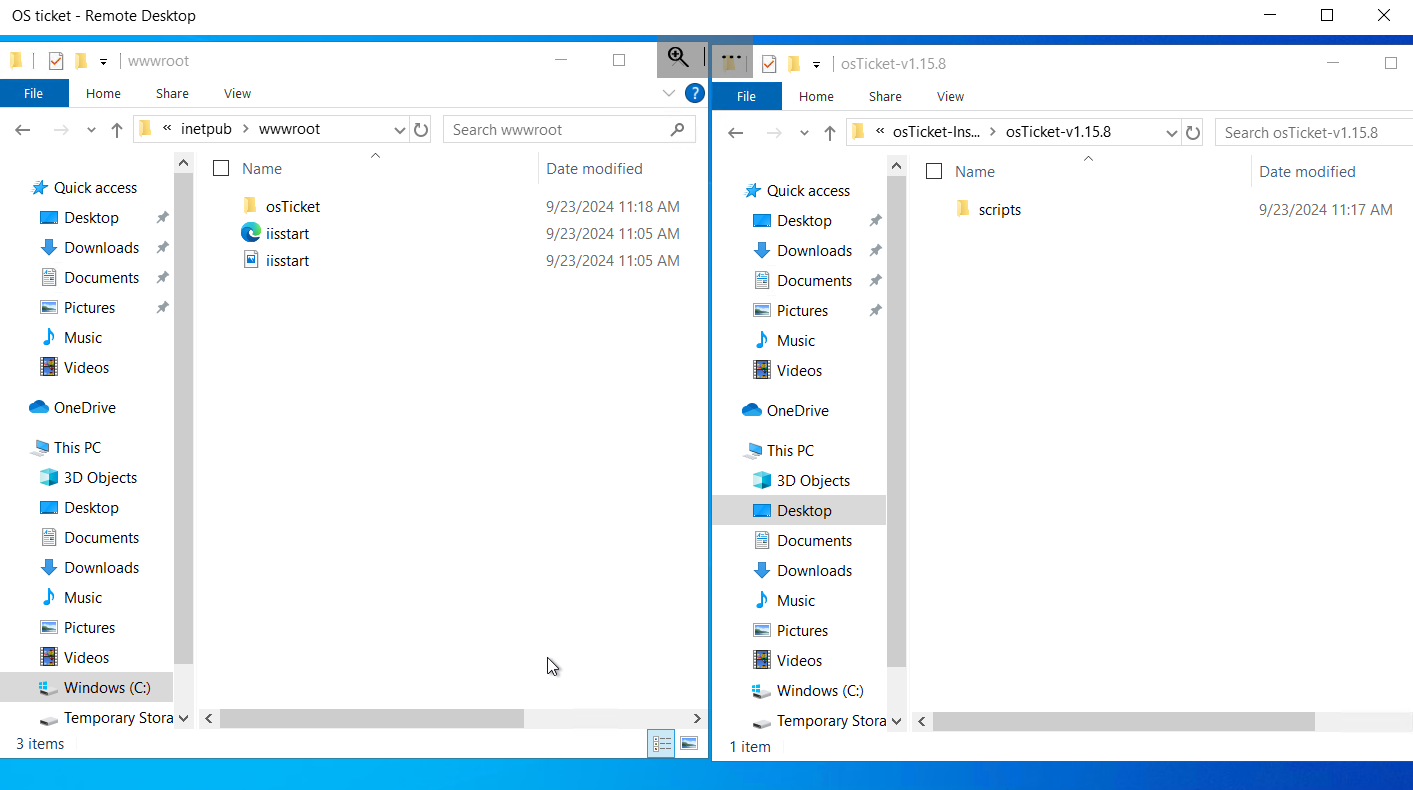 OS ticket - Remote Desktop
wwwroot
File Home Share View
« inetpub > wwwroot
Search wwwroot
Name Date modified
Quick access
Desktop
Downloads
Documents
Pictures
Music
Videos
OneDrive
This PC
3D Objects
Desktop
Documents
Downloads
Music
Pictures
Videos
Windows (C:)
Temporary Stora
osTicket 9/23/2024 11:18 AM
iisstart 9/23/2024 11:05 AM
iisstart 9/23/2024 11:05 AM
3 items
osTicket-v1.15.8
File Home Share View
« osTicket-Ins... > osTicket-v1.15.8
Search osTicket-v1.15.8
Name Date modified
Quick access
Desktop
Downloads
Documents
Pictures
Music
Videos
OneDrive
This PC
3D Objects
Desktop
Documents
Downloads
Music
Pictures
Videos
Windows (C:)
Temporary Stora
scripts 9/23/2024 11:17 AM
1 item